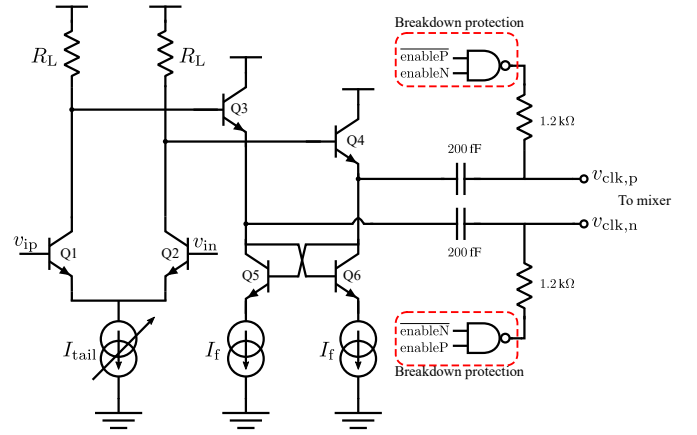 Breakdown protection
enableP
enableN
R_L
R_L
Q3
1.2 kΩ
Q4
200 fF
v_clk,p
To mixer
v_clk,n
v_ip
Q1
Q2
v_in
200 fF
Q5
Q6
1.2 kΩ
enableN
enableP
I_tail
I_f
I_f
Breakdown protection